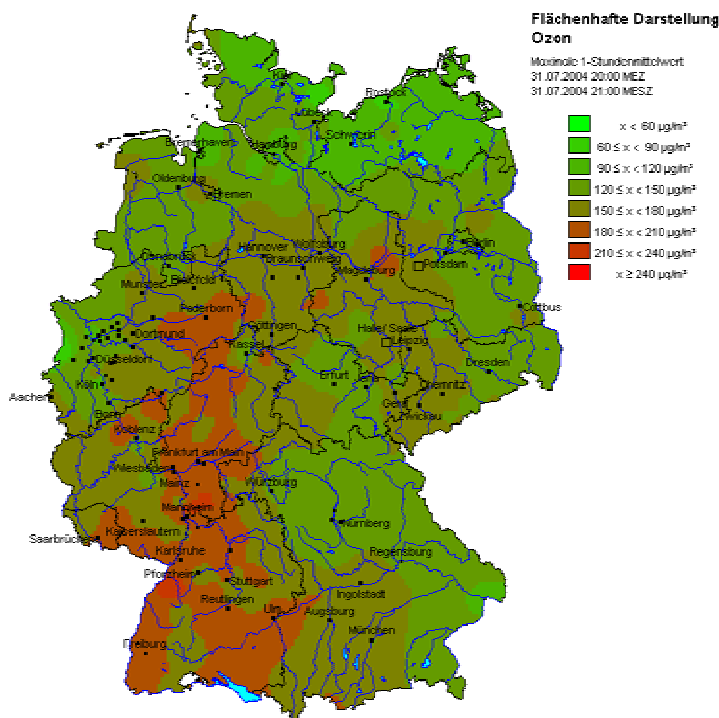 Flächenhafte Darstellung
Ozon
Maximale 1-Stundenmittelwert
31.07.2004 20:00 MEZ
31.07.2004 21:00 MESZ
x < 60 µg/m³
60 ≤ x < 90 µg/m³
90 ≤ x < 120 µg/m³
120 ≤ x < 150 µg/m³
150 ≤ x < 180 µg/m³
180 ≤ x < 210 µg/m³
210 ≤ x < 240 µg/m³
x ≥ 240 µg/m³
Kiel
Rostock
Lübeck
Schwerin
Bremerhaven
Hamburg
Oldenburg
Bremen
Hannover
Wolfsburg
Berlin
Osnabrück
Braunschweig
Potsdam
Magdeburg
Bielefeld
Münster
Cottbus
Paderborn
Göttingen
Halle/ Saale
Dortmund
Leipzig
Kassel
Düsseldorf
Dresden
Erfurt
Gera
Köln
Chemnitz
Aachen
Gera
Bonn
Zwickau
Koblenz
Frankfurt am Main
Wiesbaden
Mainz
Würzburg
Mannheim
Nürnberg
Kaiserslautern
Saarbrücken
Karlsruhe
Regensburg
Pforzheim
Stuttgart
Ingolstadt
Reutlingen
Ulm
Augsburg
München
Freiburg